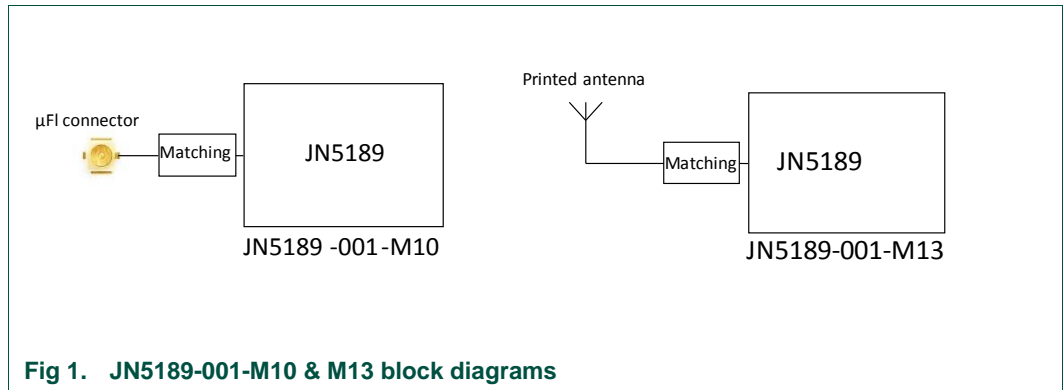 µFl connector
Matching
JN5189
JN5189 -001-M10
Printed antenna
Matching
JN5189
JN5189-001-M13
Fig 1. JN5189-001-M10 & M13 block diagrams